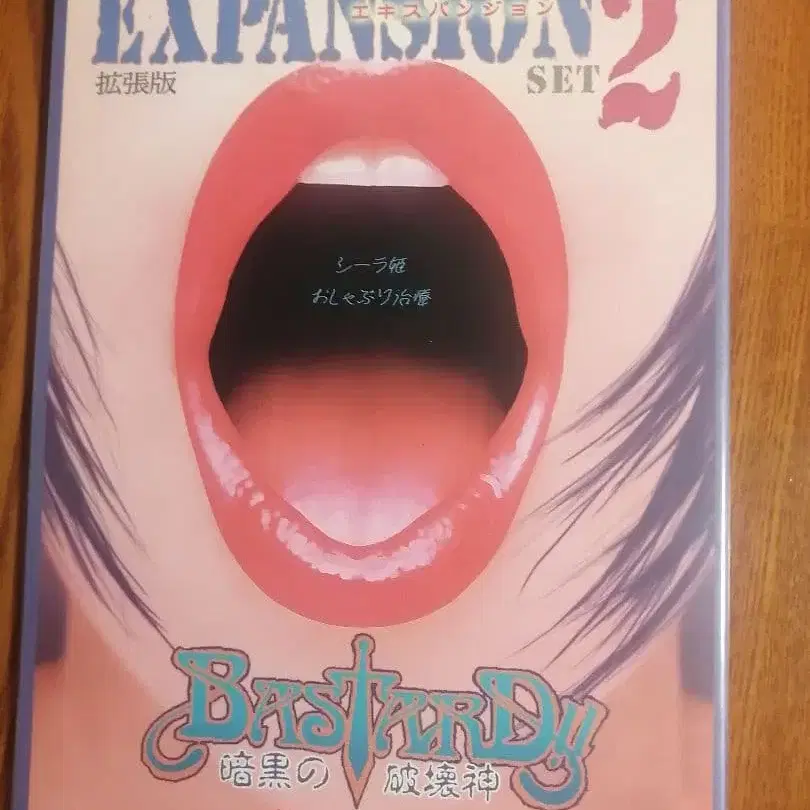 エキスパンジョン
EXPANSION 2
拡張版
SET
シーラ姫
おしゃぶり治療
BASTARD!!
暗黒の 破壊神